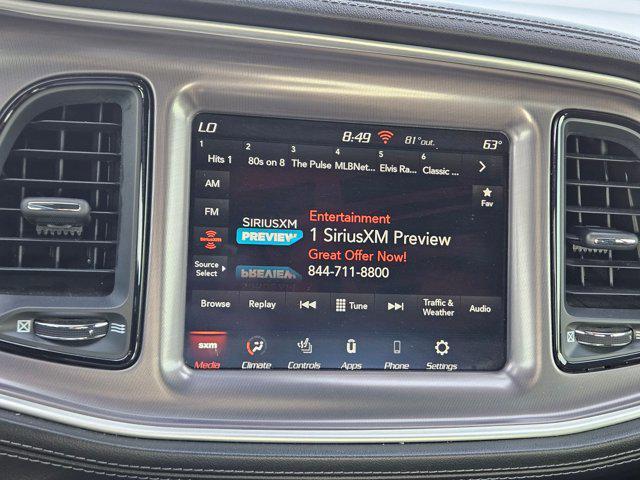 LO 8:49 81°out. 63°
1 2 3 4 5 6
Hits 1 80s on 8 The Pulse MLBNet... Elvis Ra... Classic ...
AM
FM
SIRIUSXM
Source
Select
Fav
SIRIUSXM
PREVIEW
Entertainment
1 SiriusXM Preview
Great Offer Now!
844-711-8800
Browse Replay Tune Traffic & Weather Audio
sxm
Media Climate Controls Apps Phone Settings